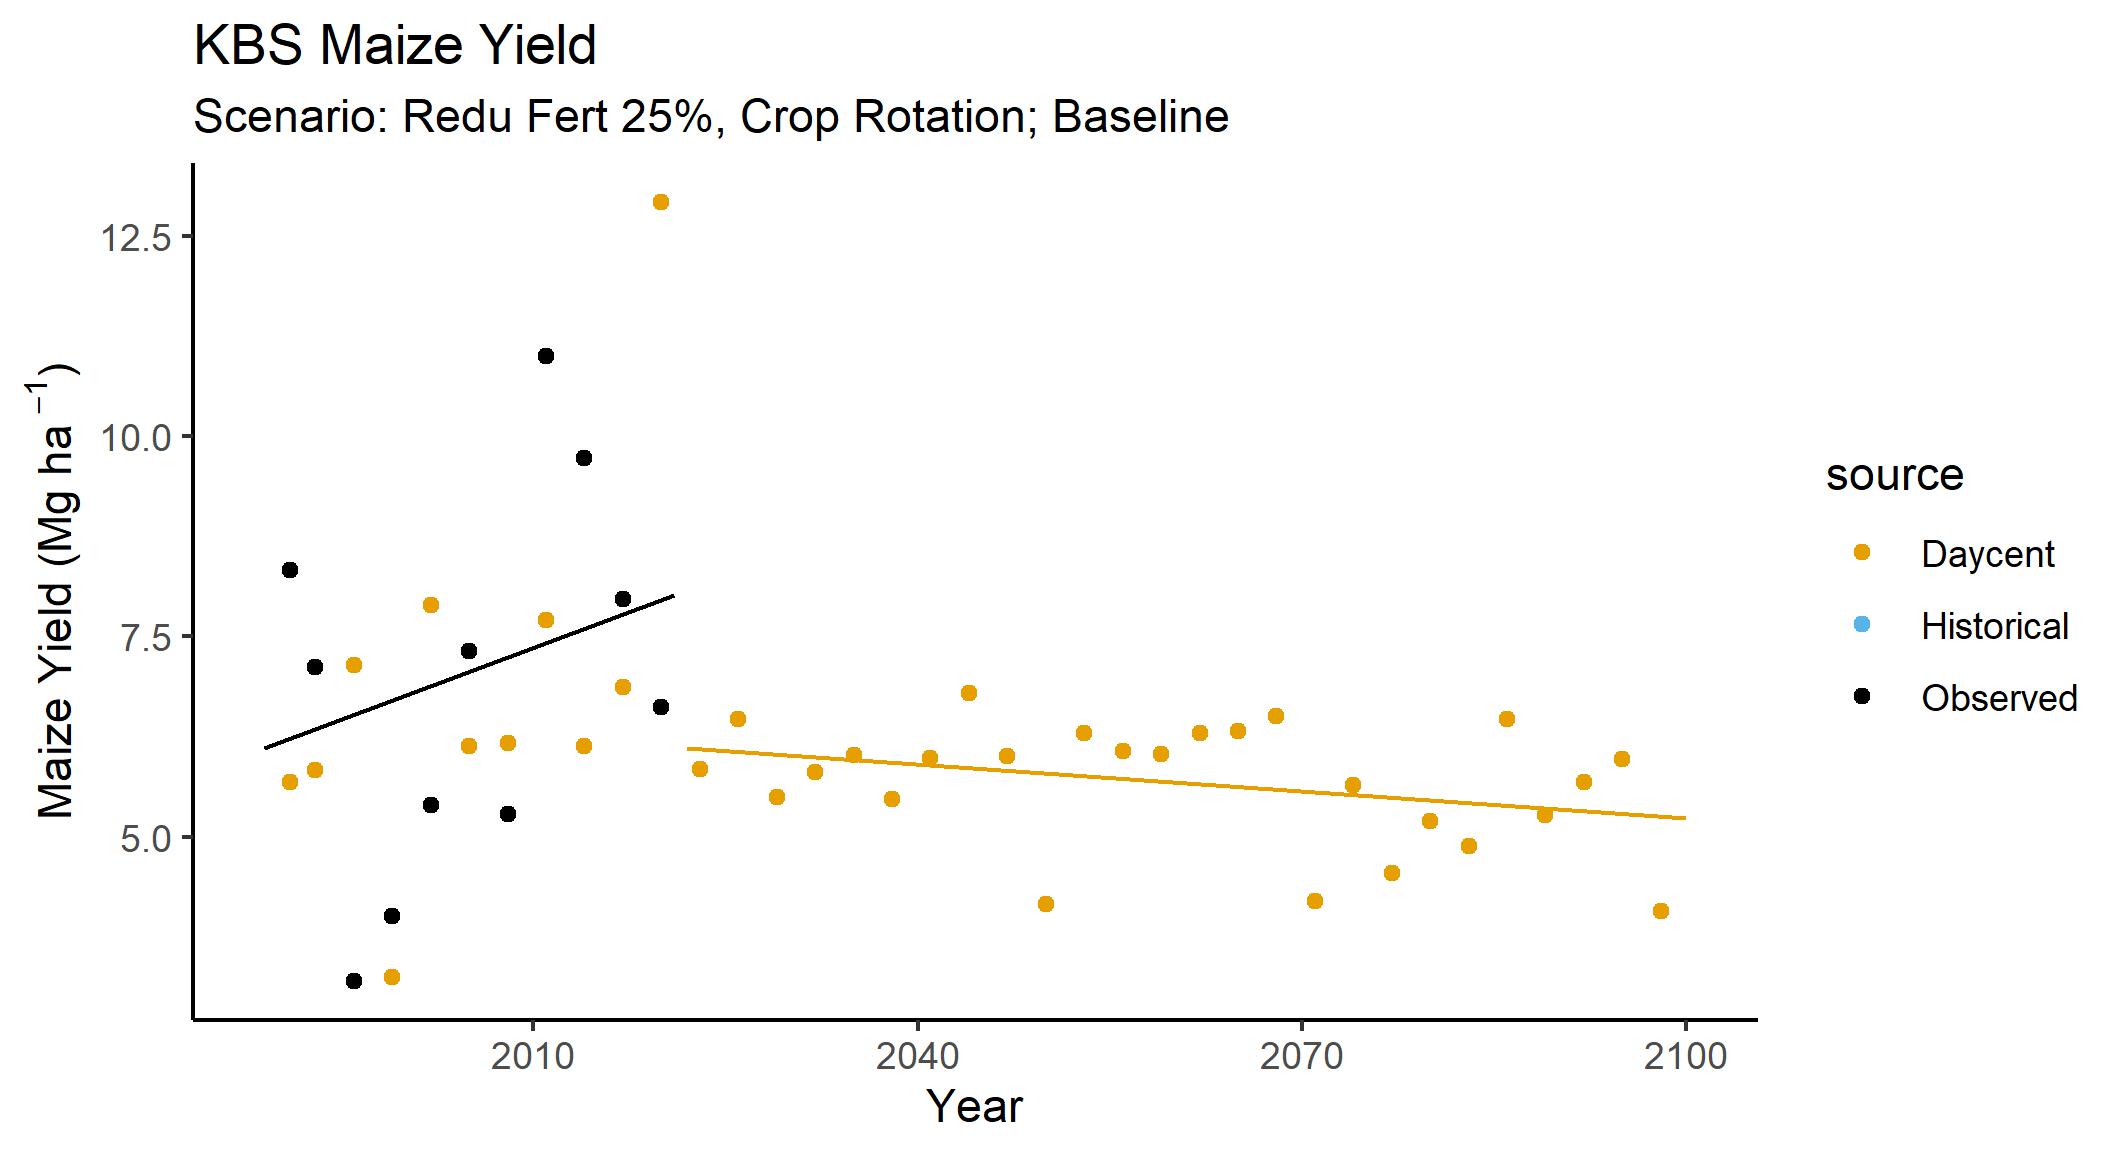 KBS Maize Yield
Scenario: Redu Fert 25%, Crop Rotation; Baseline
Maize Yield (Mg ha −1)
12.5
10.0
7.5
5.0
2010
2040
2070
2100
Year
source
Daycent
Historical
Observed